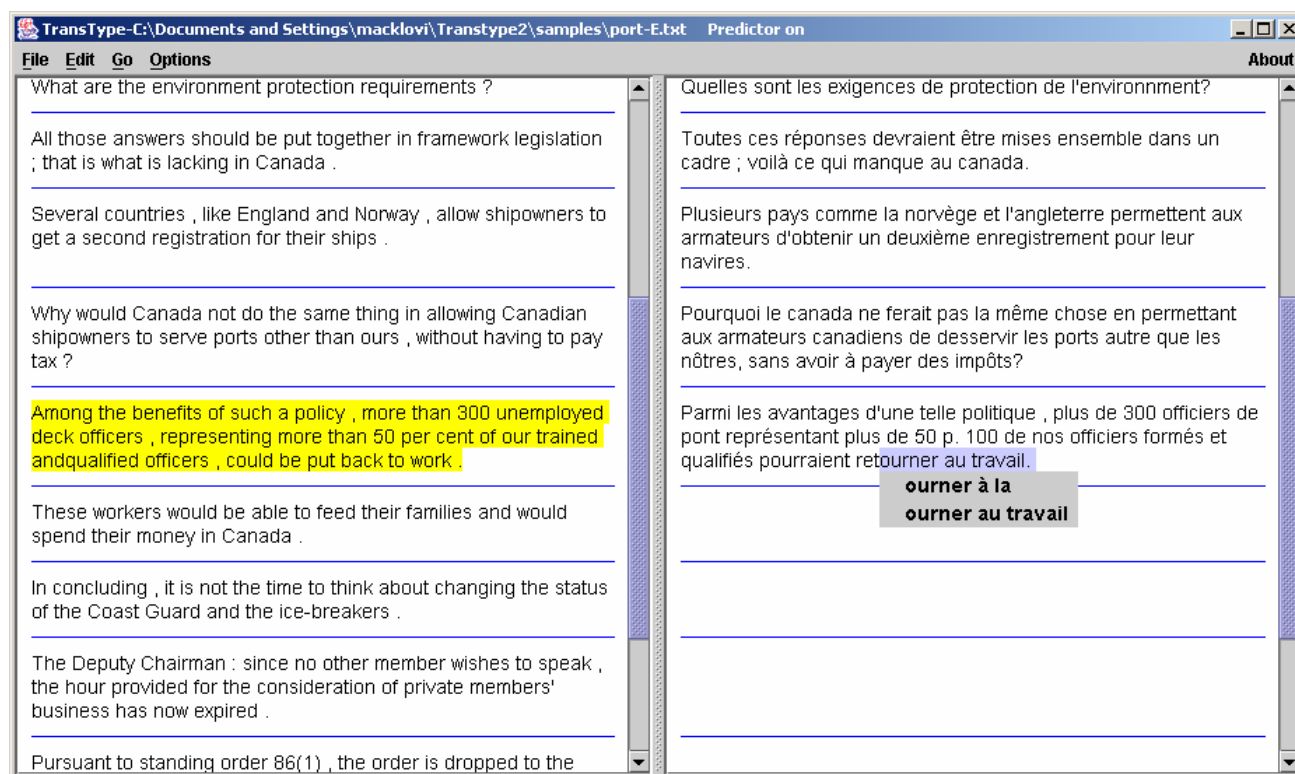 TransType-C:\Documents and Settings\macklovi\Transtype2\samples\port-E.txt Predictor on
File Edit Go Options About
What are the environment protection requirements ?
All those answers should be put together in framework legislation
; that is what is lacking in Canada .
Several countries , like England and Norway , allow shipowners to
get a second registration for their ships .
Why would Canada not do the same thing in allowing Canadian
shipowners to serve ports other than ours , without having to pay
tax ?
Among the benefits of such a policy , more than 300 unemployed
deck officers , representing more than 50 per cent of our trained
andqualified officers , could be put back to work .
These workers would be able to feed their families and would
spend their money in Canada .
In concluding , it is not the time to think about changing the status
of the Coast Guard and the ice-breakers .
The Deputy Chairman : since no other member wishes to speak ,
the hour provided for the consideration of private members'
business has now expired .
Pursuant to standing order 86(1) , the order is dropped to the
Quelles sont les exigences de protection de l'environnment?
Toutes ces réponses devraient être mises ensemble dans un
cadre ; voilà ce qui manque au canada.
Plusieurs pays comme la norvège et l'angleterre permettent aux
armateurs d'obtenir un deuxième enregistrement pour leur
navires.
Pourquoi le canada ne ferait pas la même chose en permettant
aux armateurs canadiens de desservir les ports autre que les
nôtres, sans avoir à payer des impôts?
Parmi les avantages d'une telle politique , plus de 300 officiers de
pont représentant plus de 50 p. 100 de nos officiers formés et
qualifiés pourraient retourner au travail.
ourner à la
ourner au travail